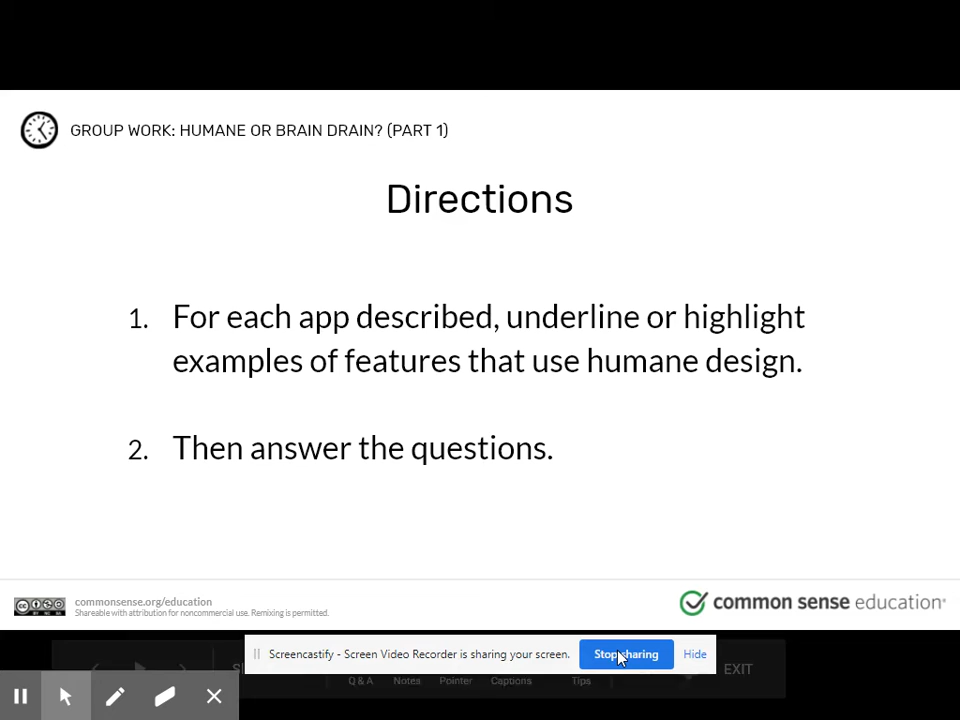 GROUP WORK: HUMANE OR BRAIN DRAIN? (PART 1)
Directions
1. For each app described, underline or highlight
examples of features that use humane design.
2. Then answer the questions.
commonsense.org/education
Shareable with attribution for noncommercial use. Remixing is permitted.
common sense education
Screencastify - Screen Video Recorder is sharing your screen.
Stop sharing
Hide
EXIT
Q & A
Notes
Pointer
Captions
Tips